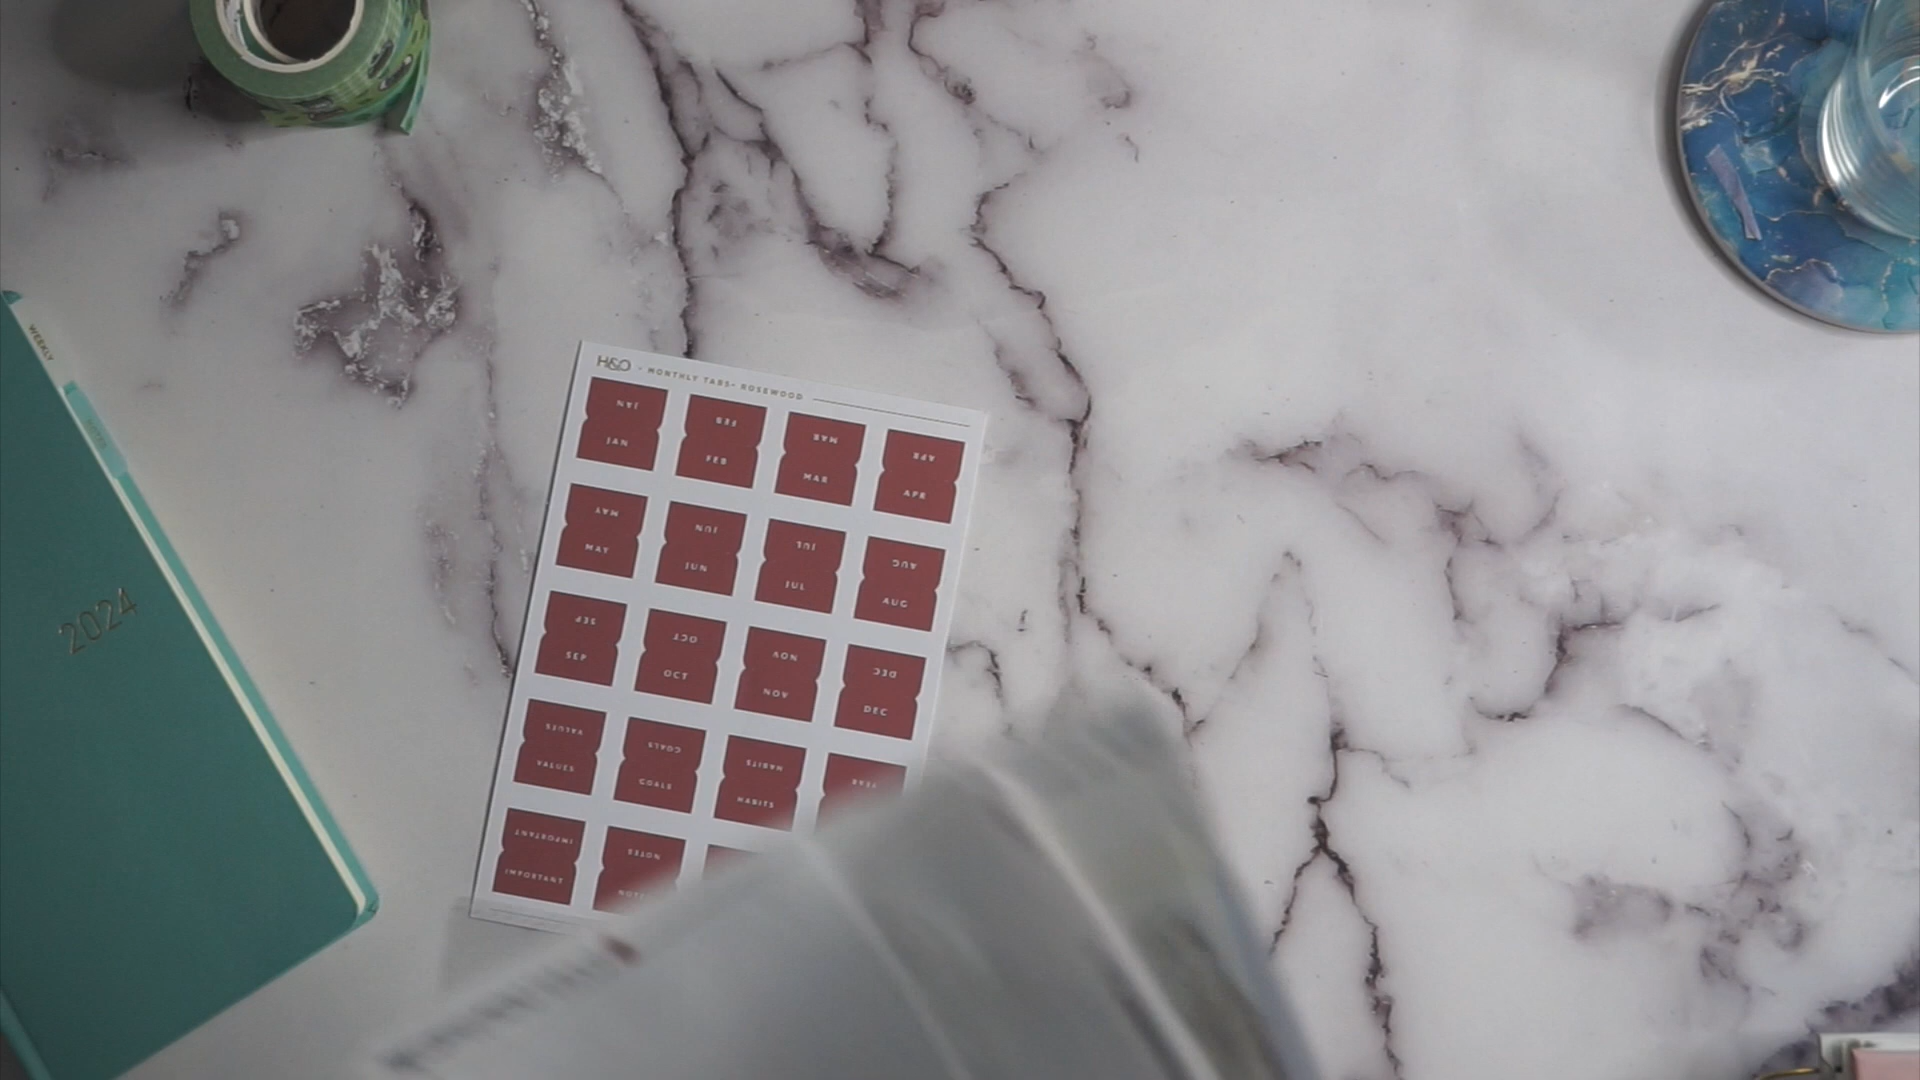 WEEKLY
2024
H&O - MONTHLY TABS- ROSEWOOD
JAN FEB MAR APR
JAN FEB MAR APR
MAY JUN JUL AUG
MAY JUN JUL AUG
SEP OCT NOV DEC
SEP OCT NOV DEC
VALUES GOALS HABITS YEAR
VALUES GOALS HABITS
IMPORTANT NOTES
IMPORTANT